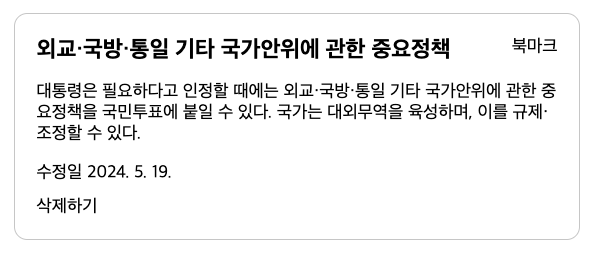 외교·국방·통일 기타 국가안위에 관한 중요정책
북마크
대통령은 필요하다고 인정할 때에는 외교·국방·통일 기타 국가안위에 관한 중
요정책을 국민투표에 붙일 수 있다. 국가는 대외무역을 육성하며, 이를 규제·
조정할 수 있다.
수정일 2024. 5. 19.
삭제하기